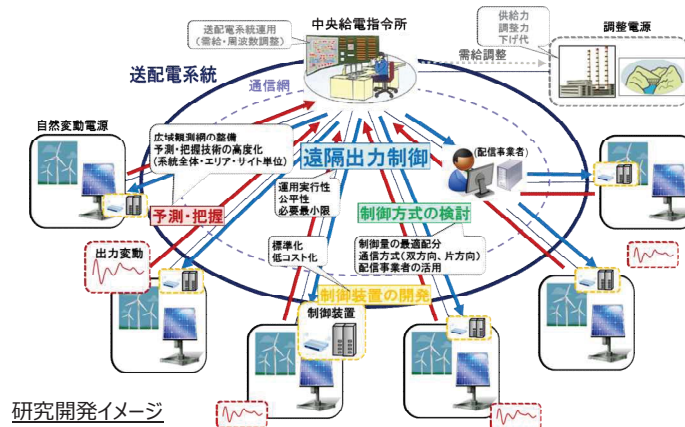 送配電系統運用
(需給・周波数調整)
中央給電指令所
供給力
調整力
下げ代
調整電源
需給調整
送配電系統
通信網
自然変動電源
広域観測網の整備
予測・把握技術の高度化
(系統全体・エリア・サイト単位)
遠隔出力制御
(配信事業者)
予測・把握
運用実行性
公平性
必要最小限
制御方式の検討
制御量の最適配分
通信方式(双方向、片方向)
配信事業者の活用
出力変動
標準化
低コスト化
制御装置の開発
制御装置
研究開発イメージ